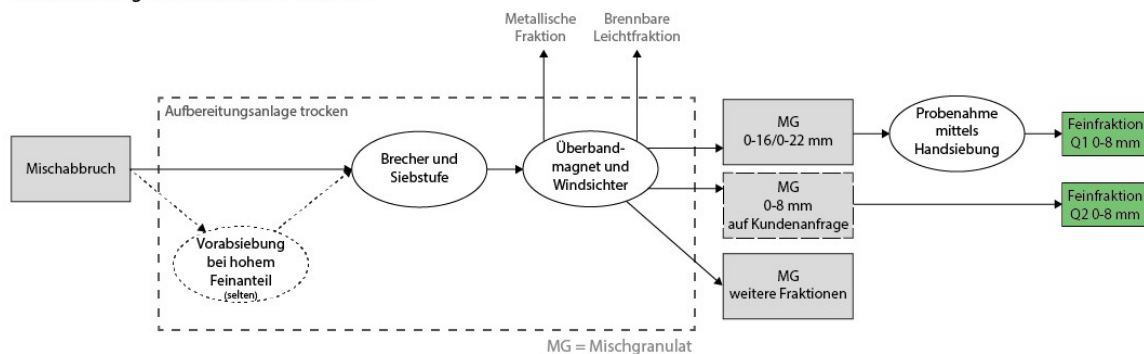 Metallische
Fraktion
Brennbare
Leichtfraktion
Aufbereitungsanlage trocken
Mischabbruch
Vorabsiebung
bei hohem
Feinanteil
(selten)
Brecher und
Siebstufe
Überband-
magnet und
Windsichter
MG
0-16/0-22 mm
Probenahme
mittels
Handsiebung
Feinfraktion
Q1 0-8 mm
MG
0-8 mm
auf Kundenanfrage
Feinfraktion
Q2 0-8 mm
MG
weitere Fraktionen
MG = Mischgranulat